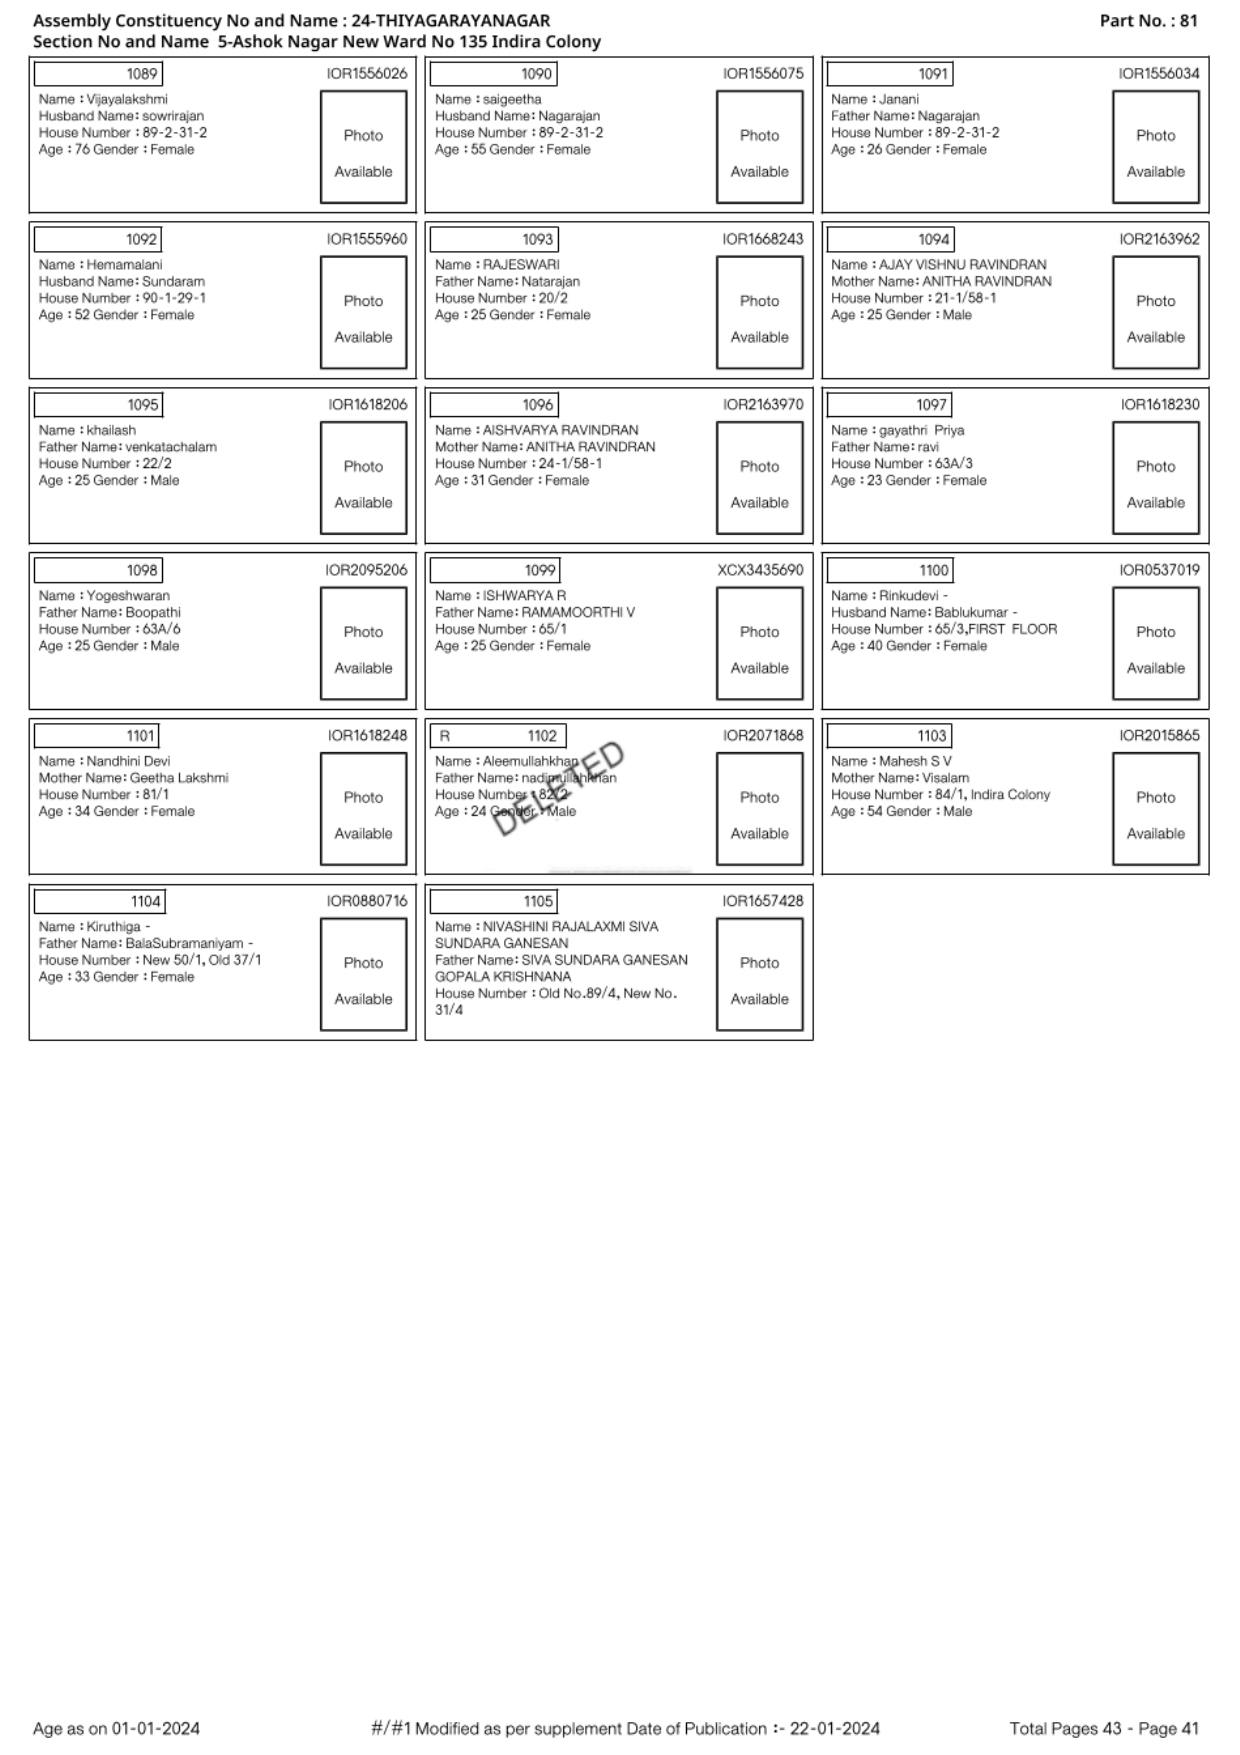 Assembly Constituency No and Name : 24-THIYAGARAYANAGAR
Part No. : 81
Section No and Name 5-Ashok Nagar New Ward No 135 Indira Colony
1089 IOR1556026
Name : Vijayalakshmi
Husband Name: sowrirajan
House Number : 89-2-31-2
Age : 76 Gender : Female
Photo
Available
1090 IOR1556075
Name : saigeetha
Husband Name: Nagarajan
House Number : 89-2-31-2
Age : 55 Gender : Female
Photo
Available
1091 IOR1556034
Name : Janani
Father Name: Nagarajan
House Number : 89-2-31-2
Age : 26 Gender : Female
Photo
Available
1092 IOR1555960
Name : Hemamalani
Husband Name: Sundaram
House Number : 90-1-29-1
Age : 52 Gender : Female
Photo
Available
1093 IOR1668243
Name : RAJESWARI
Father Name: Natarajan
House Number : 20/2
Age : 25 Gender : Female
Photo
Available
1094 IOR2163962
Name : AJAY VISHNU RAVINDRAN
Mother Name: ANITHA RAVINDRAN
House Number : 21-1/58-1
Age : 25 Gender : Male
Photo
Available
1095 IOR1618206
Name : khailash
Father Name: venkatachalam
House Number : 22/2
Age : 25 Gender : Male
Photo
Available
1096 IOR2163970
Name : AISHVARYA RAVINDRAN
Mother Name: ANITHA RAVINDRAN
House Number : 24-1/58-1
Age : 31 Gender : Female
Photo
Available
1097 IOR1618230
Name : gayathri Priya
Father Name: ravi
House Number : 63A/3
Age : 23 Gender : Female
Photo
Available
1098 IOR2095206
Name : Yogeshwaran
Father Name: Boopathi
House Number : 63A/6
Age : 25 Gender : Male
Photo
Available
1099 XCX3435690
Name : ISHWARYA R
Father Name: RAMAMOORTHI V
House Number : 65/1
Age : 25 Gender : Female
Photo
Available
1100 IOR0537019
Name : Rinkudevi -
Husband Name: Bablukumar -
House Number : 65/3,FIRST FLOOR
Age : 40 Gender : Female
Photo
Available
1101 IOR1618248
Name : Nandhini Devi
Mother Name: Geetha Lakshmi
House Number : 81/1
Age : 34 Gender : Female
Photo
Available
R 1102 IOR2071868
Name : Aleemullahkhan
Father Name: nadimullahkhan
House Number : 82/2
Age : 24 Gender : Male
DELETED
Photo
Available
1103 IOR2015865
Name : Mahesh S V
Mother Name: Visalam
House Number : 84/1, Indira Colony
Age : 54 Gender : Male
Photo
Available
1104 IOR0880716
Name : Kiruthiga -
Father Name: BalaSubramaniyam -
House Number : New 50/1, Old 37/1
Age : 33 Gender : Female
Photo
Available
1105 IOR1657428
Name : NIVASHINI RAJALAXMI SIVA
SUNDARA GANESAN
Father Name: SIVA SUNDARA GANESAN
GOPALA KRISHNANA
House Number : Old No.89/4, New No.
31/4
Photo
Available
Age as on 01-01-2024
#/#1 Modified as per supplement Date of Publication :- 22-01-2024
Total Pages 43 - Page 41